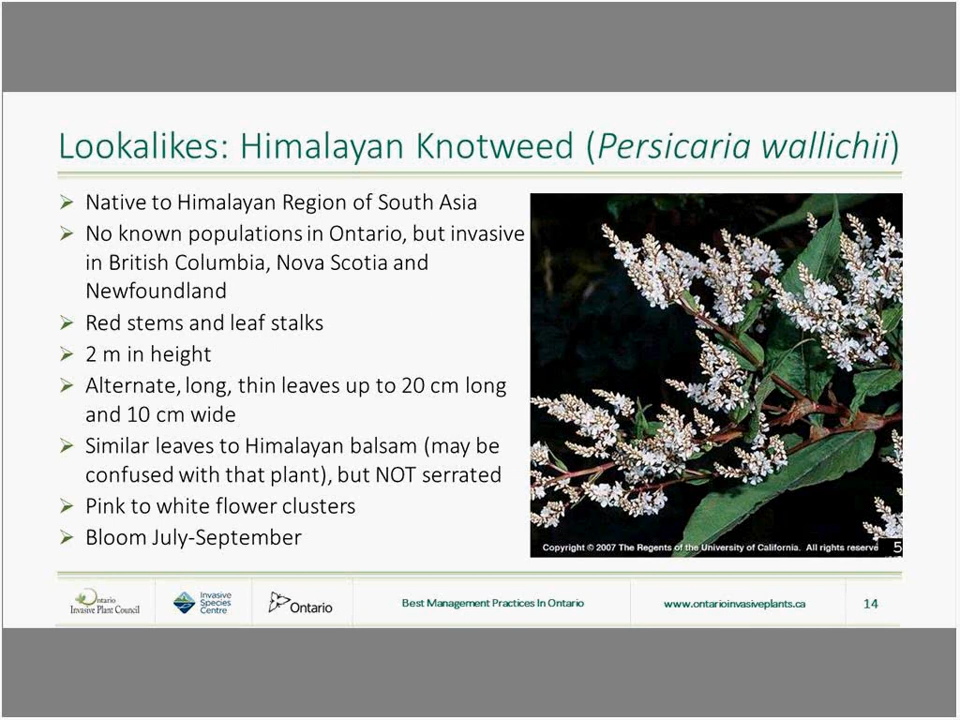 Lookalikes: Himalayan Knotweed (Persicaria wallichii)
Native to Himalayan Region of South Asia
No known populations in Ontario, but invasive
in British Columbia, Nova Scotia and
Newfoundland
Red stems and leaf stalks
2 m in height
Alternate, long, thin leaves up to 20 cm long
and 10 cm wide
Similar leaves to Himalayan balsam (may be
confused with that plant), but NOT serrated
Pink to white flower clusters
Bloom July-September
Copyright © 2007 The Regents of the University of California. All rights reserve
5
Ontario
Invasive Plant Council
Invasive
Species
Centre
Ontario
Best Management Practices In Ontario
www.ontarioinvasiveplants.ca
14